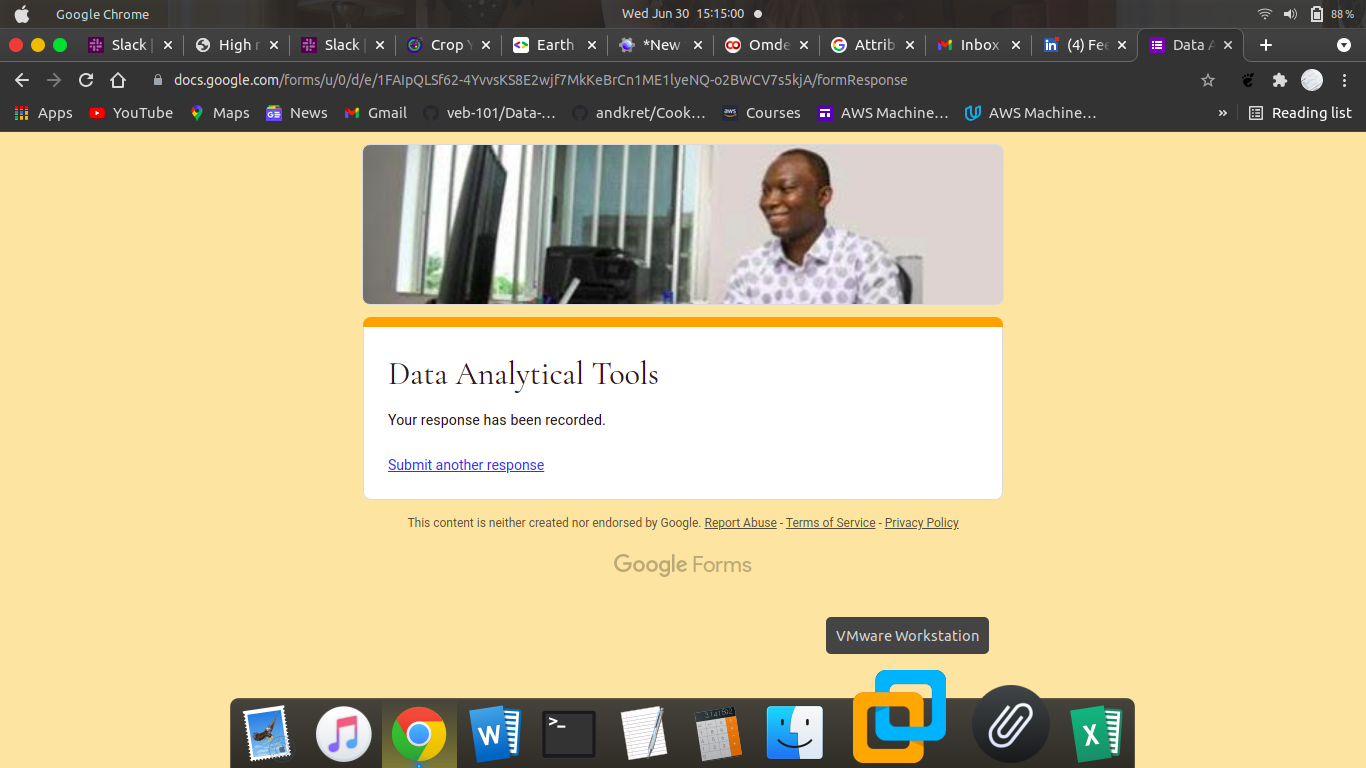 Google Chrome
Wed Jun 30 15:15:00
88 %
Slack |
High r
Slack |
Crop Y
Earth
*New
Omde
Attrib
Inbox
(4) Fee
Data A
docs.google.com/forms/u/0/d/e/1FAIpQLSf62-4YvvsKS8E2wjf7MkKeBrCn1ME1lyeNQ-o2BWCV7s5kjA/formResponse
Apps
YouTube
Maps
News
Gmail
veb-101/Data-...
andkret/Cook...
Courses
AWS Machine...
AWS Machine...
»
Reading list
Data Analytical Tools
Your response has been recorded.
Submit another response
This content is neither created nor endorsed by Google. Report Abuse - Terms of Service - Privacy Policy
Google Forms
VMware Workstation
W
>_
X